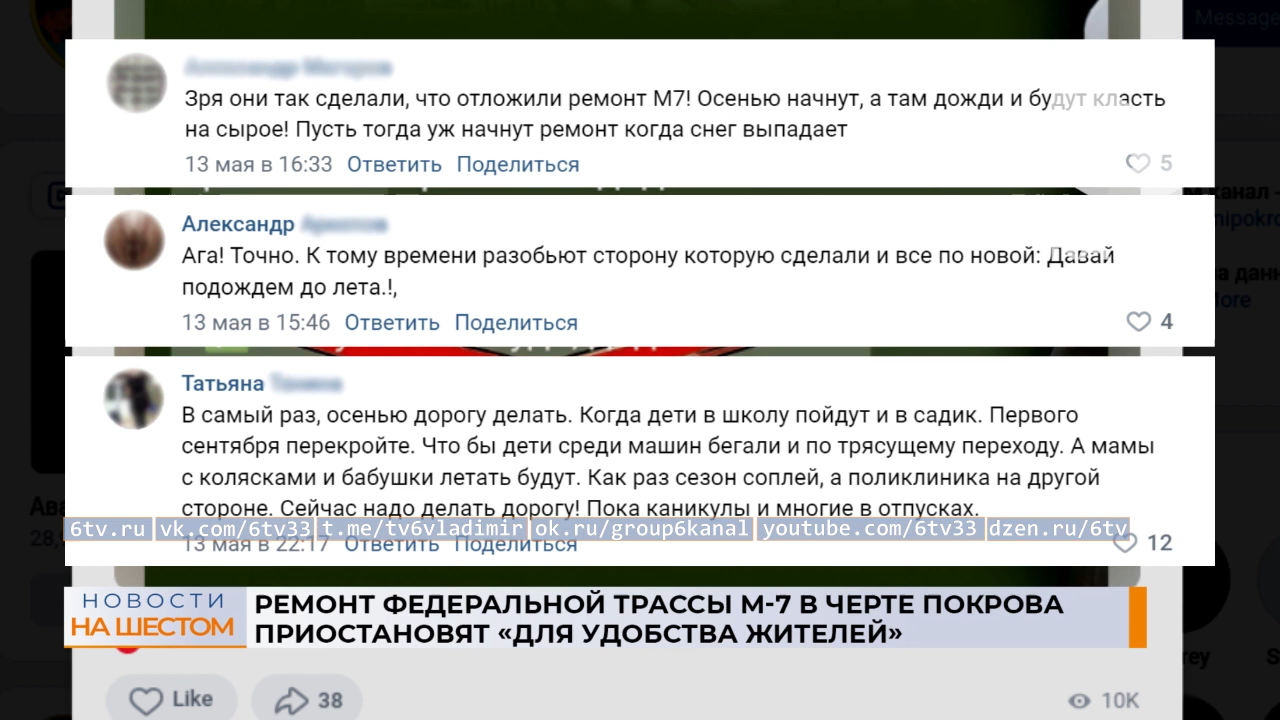 Message
Зря они так сделали, что отложили ремонт М7! Осенью начнут, а там дожди и будут класть
на сырое! Пусть тогда уж начнут ремонт когда снег выпадает
13 мая в 16:33 Ответить Поделиться
5
Александр
Ага! Точно. К тому времени разобьют сторону которую сделали и все по новой: Давай
подождем до лета.!,
13 мая в 15:46 Ответить Поделиться
4
Татьяна
В самый раз, осенью дорогу делать. Когда дети в школу пойдут и в садик. Первого
сентября перекройте. Что бы дети среди машин бегали и по трясущему переходу. А мамы
с колясками и бабушки летать будут. Как раз сезон соплей, а поликлиника на другой
стороне. Сейчас надо делать дорогу! Пока каникулы и многие в отпусках.
6tv.ru vk.com/6tv33 t.me/tv6vladimir ok.ru/group6kanal youtube.com/6tv33 dzen.ru/6tv
13 мая в 22:17 Ответить Поделиться
12
НОВОСТИ
НА ШЕСТОМ
РЕМОНТ ФЕДЕРАЛЬНОЙ ТРАССЫ М-7 В ЧЕРТЕ ПОКРОВА
ПРИОСТАНОВЯТ «ДЛЯ УДОБСТВА ЖИТЕЛЕЙ»
Like
38
10K